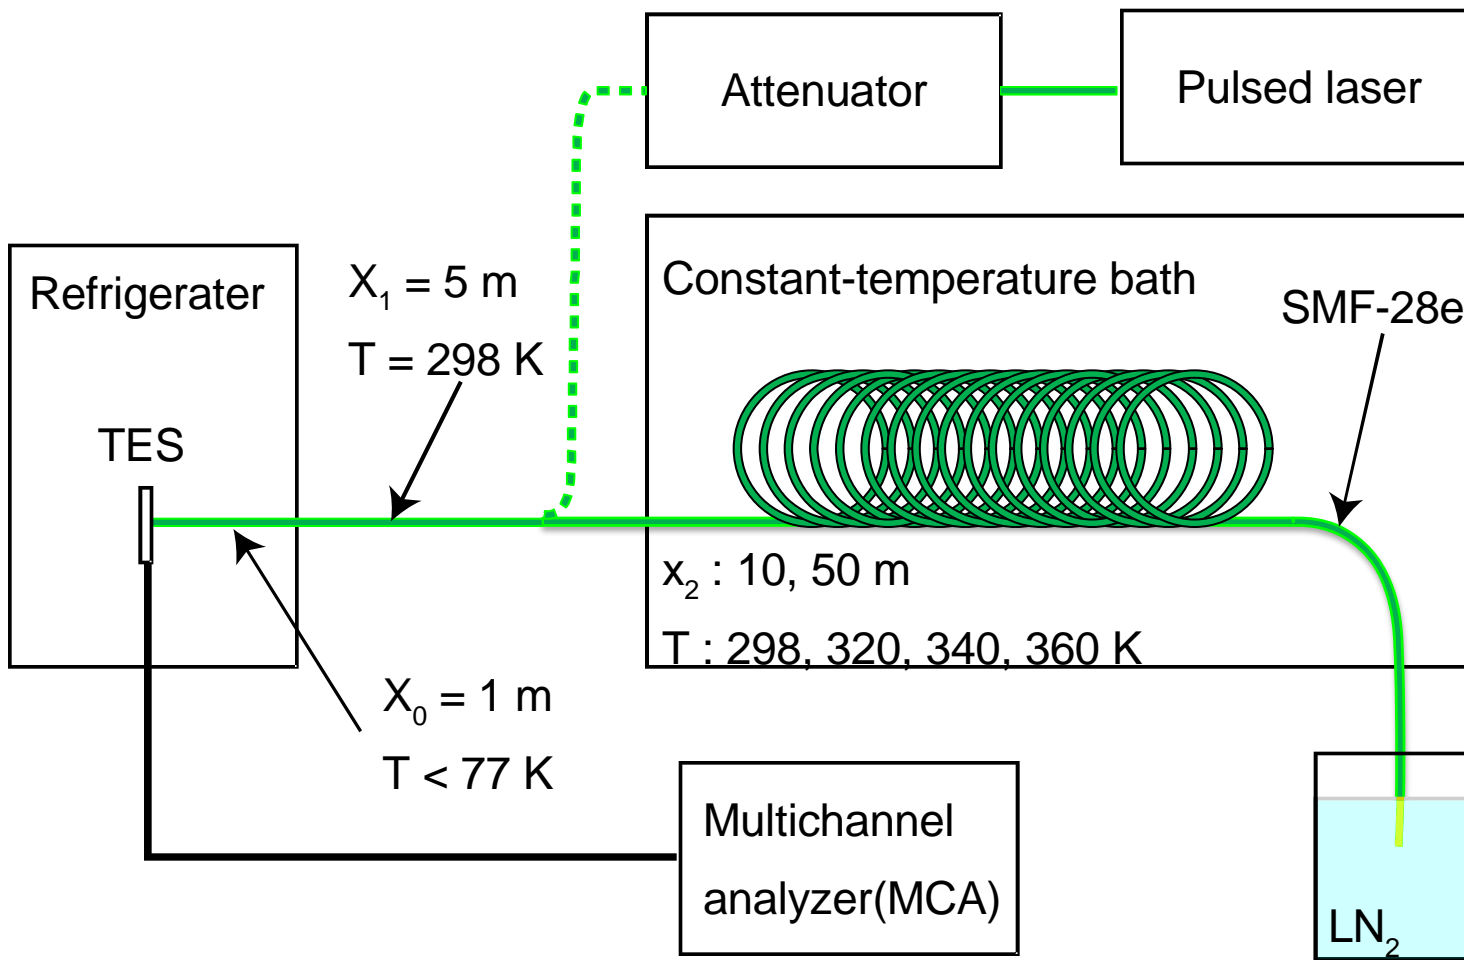 Attenuator
Pulsed laser
Refrigerater
X₁ = 5 m
T = 298 K
Constant-temperature bath
SMF-28e
TES
x₂ : 10, 50 m
T : 298, 320, 340, 360 K
X₀ = 1 m
T < 77 K
Multichannel
analyzer(MCA)
LN₂